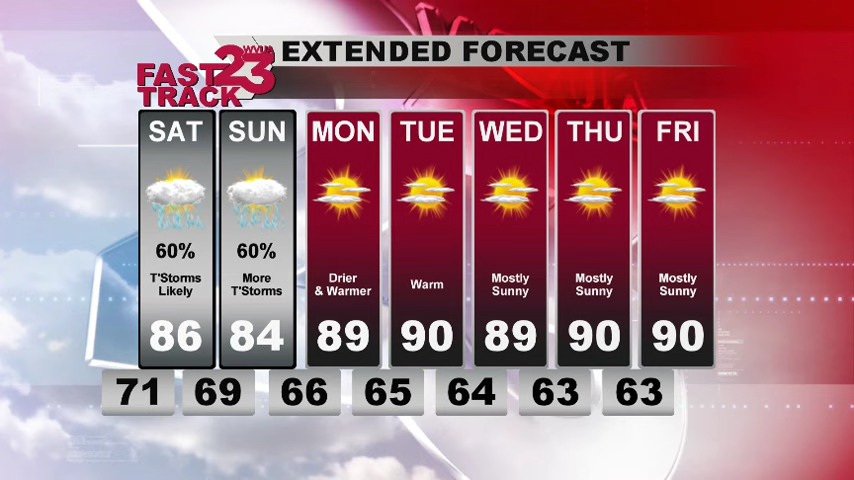 WVUA
23
FAST
TRACK
EXTENDED FORECAST
SAT SUN MON TUE WED THU FRI
60% 60%
T'Storms
Likely
More
T'Storms
Drier
& Warmer
Warm
Mostly
Sunny
Mostly
Sunny
Mostly
Sunny
86 84 89 90 89 90 90
71 69 66 65 64 63 63